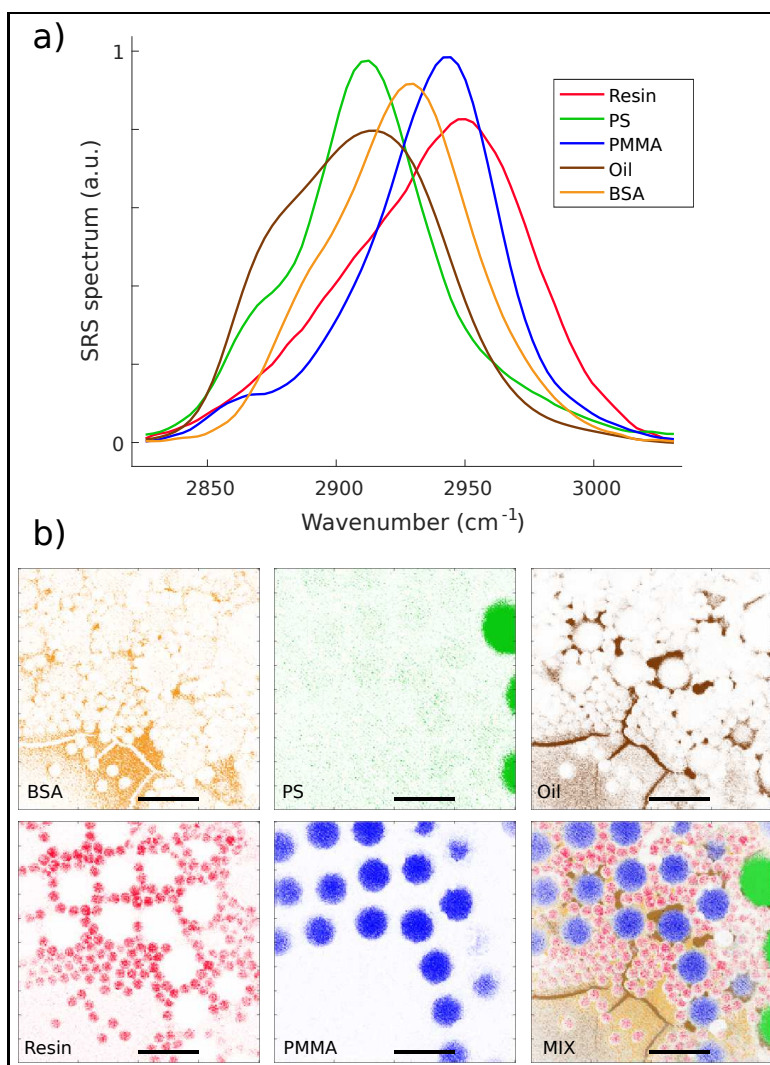 a)
1
0
SRS spectrum (a.u.)
Resin
PS
PMMA
Oil
BSA
2850 2900 2950 3000
Wavenumber (cm-1)
b)
BSA PS Oil
Resin PMMA MIX